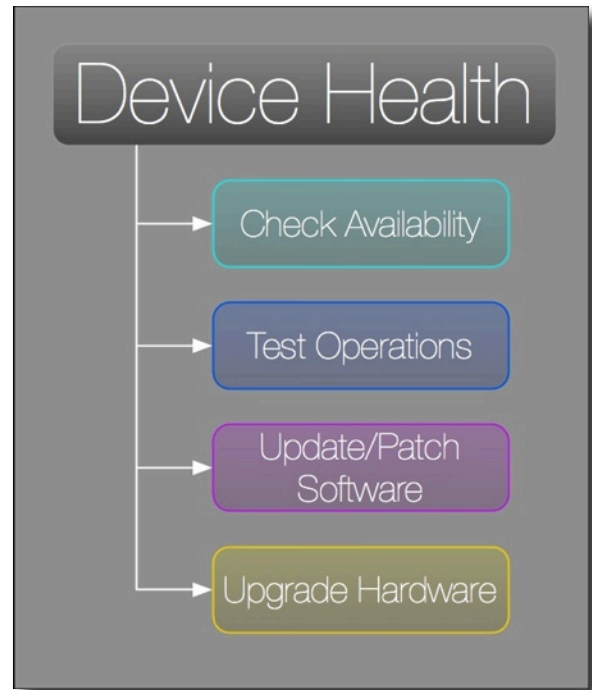 Device Health
Check Availability
Test Operations
Update/Patch
Software
Upgrade Hardware